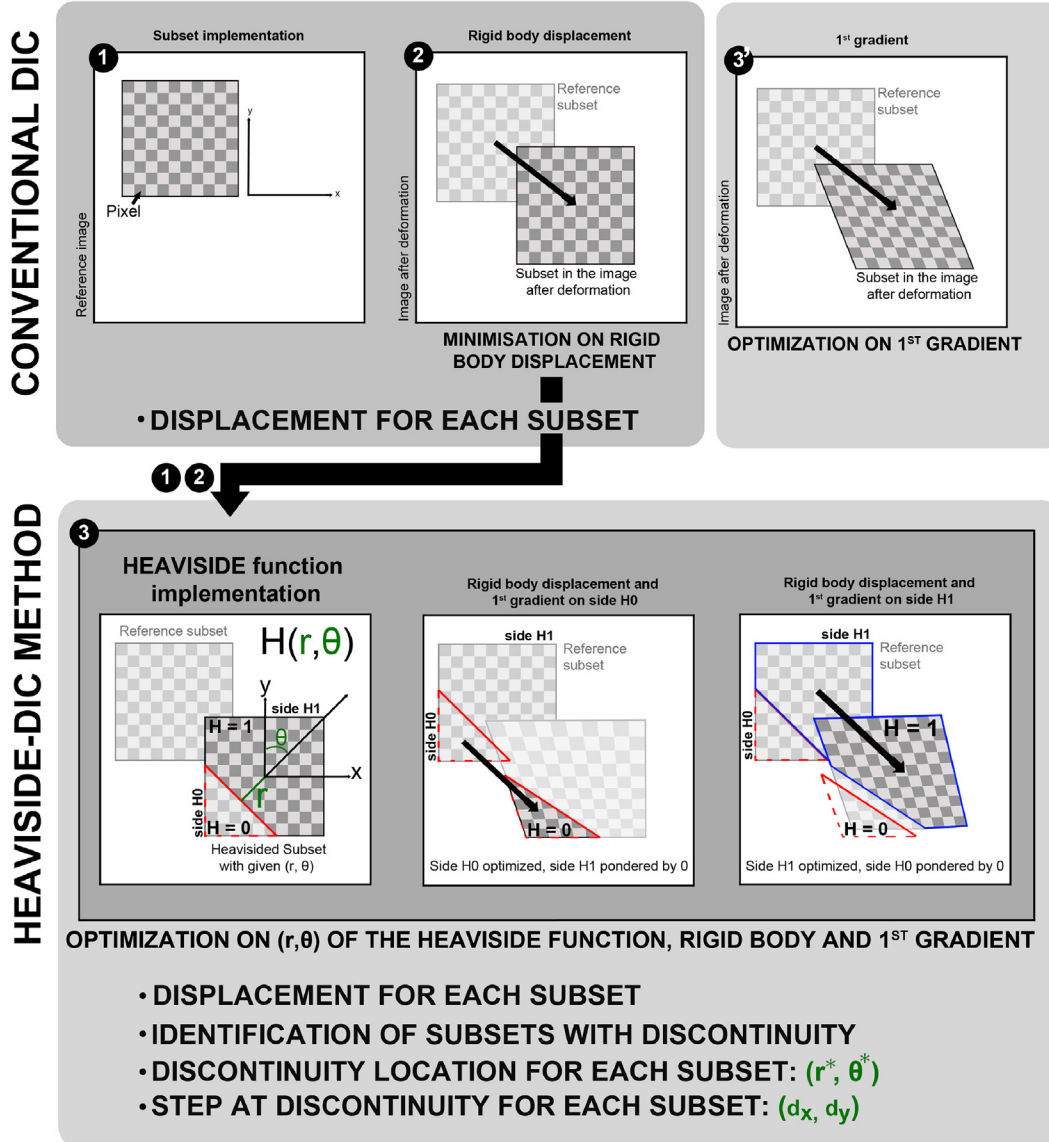 CONVENTIONAL DIC
1
Subset implementation
Reference image
Pixel
y
x
2
Rigid body displacement
Image after deformation
Reference
subset
Subset in the image
after deformation
MINIMISATION ON RIGID
BODY DISPLACEMENT
• DISPLACEMENT FOR EACH SUBSET
3'
1st gradient
Image after deformation
Reference
subset
Subset in the image
after deformation
OPTIMIZATION ON 1ST GRADIENT
1 2
HEAVISIDE-DIC METHOD
3
HEAVISIDE function
implementation
Reference subset
H(r,θ)
y
side H1
H = 1
θ
x
r
side H0
H = 0
Heavisided Subset
with given (r, θ)
Rigid body displacement and
1st gradient on side H0
side H1
Reference
subset
side H0
H = 0
Side H0 optimized, side H1 pondered by 0
Rigid body displacement and
1st gradient on side H1
side H1
Reference
subset
side H0
H = 1
H = 0
Side H1 optimized, side H0 pondered by 0
OPTIMIZATION ON (r,θ) OF THE HEAVISIDE FUNCTION, RIGID BODY AND 1ST GRADIENT
• DISPLACEMENT FOR EACH SUBSET
• IDENTIFICATION OF SUBSETS WITH DISCONTINUITY
• DISCONTINUITY LOCATION FOR EACH SUBSET: (r*, θ*)
• STEP AT DISCONTINUITY FOR EACH SUBSET: (dx, dy)